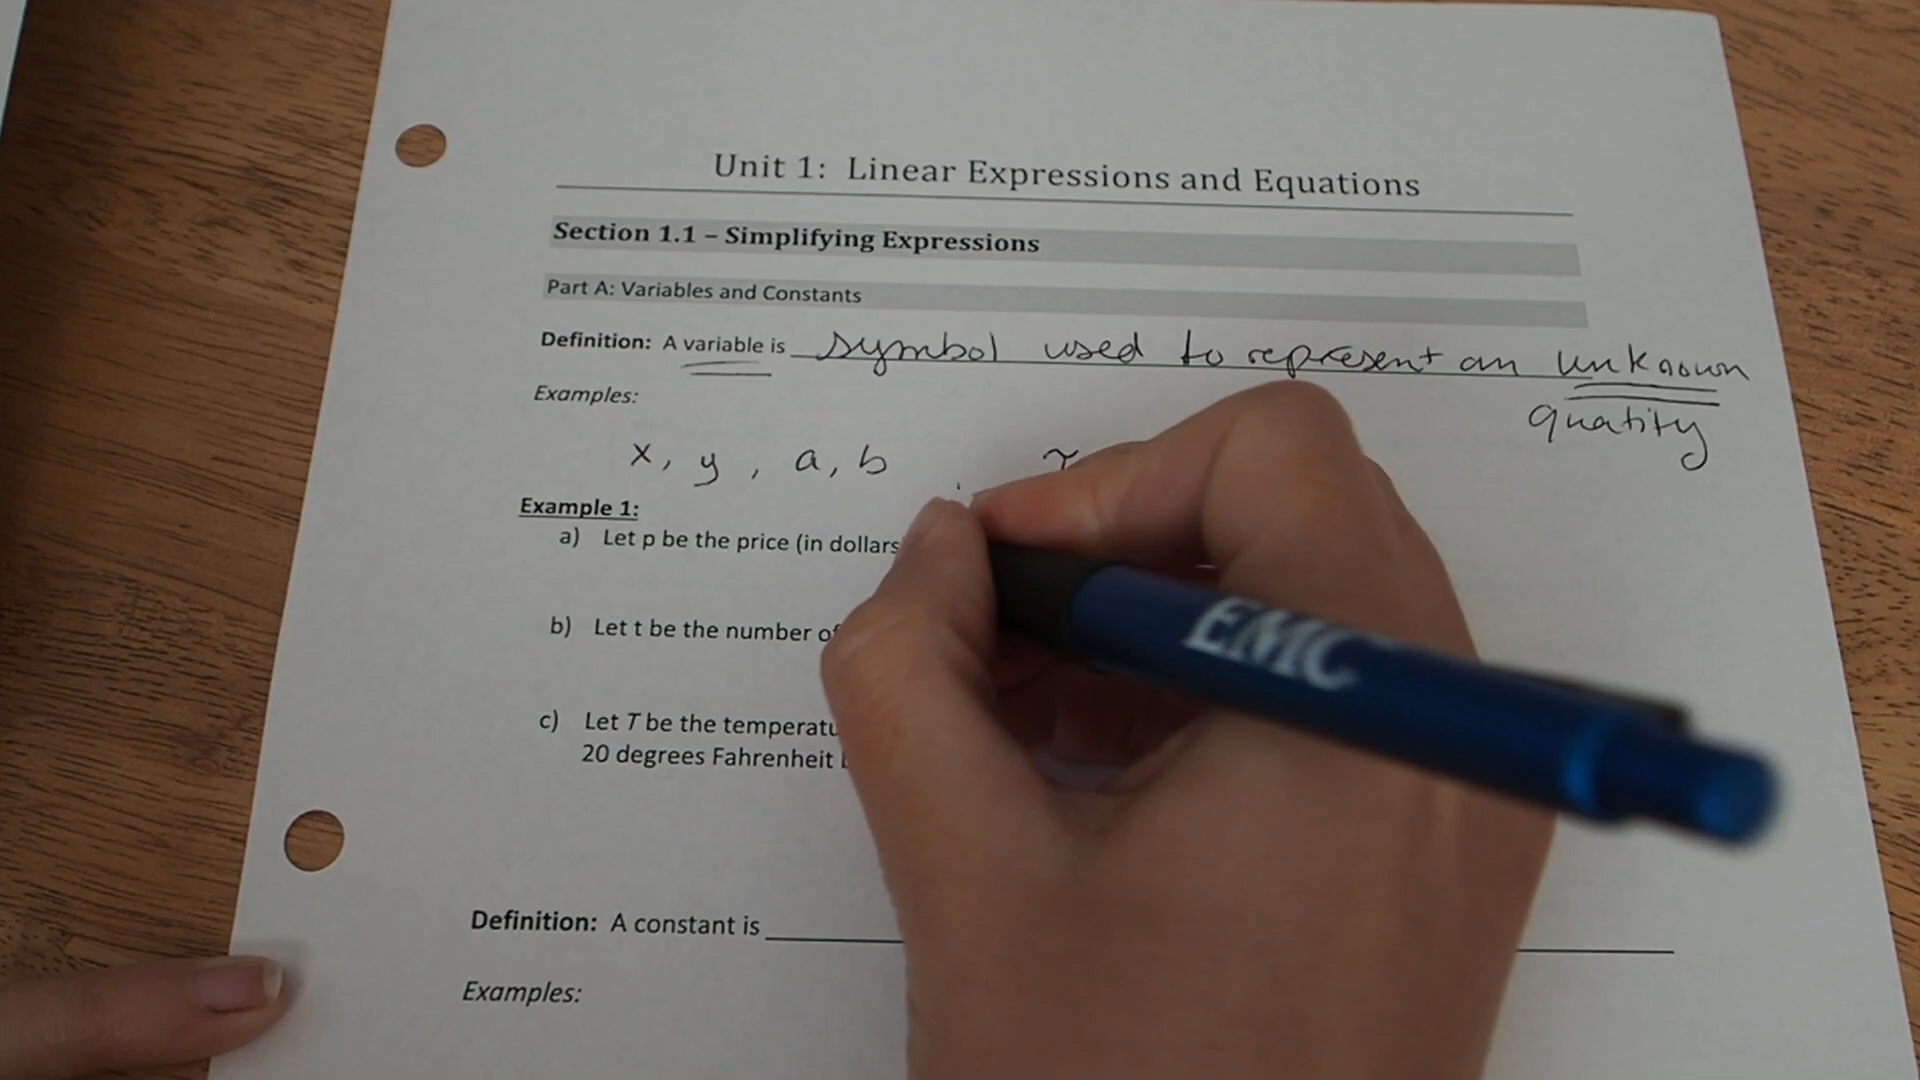 Unit 1: Linear Expressions and Equations
Section 1.1 – Simplifying Expressions
Part A: Variables and Constants
Definition: A variable is symbol used to represent an unknown
quatity
Examples:
x, y, a, b
Example 1:
a) Let p be the price (in dollars
b) Let t be the number of
c) Let T be the
20 degrees Fahrenheit
Definition: A constant is
Examples:
EMC